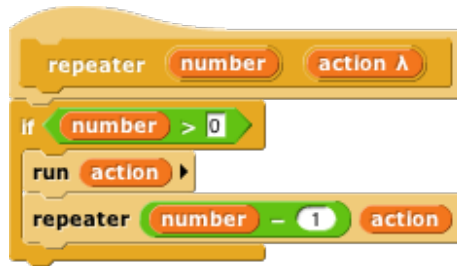 repeater number action λ
if number > 0
run action
repeater number - 1 action